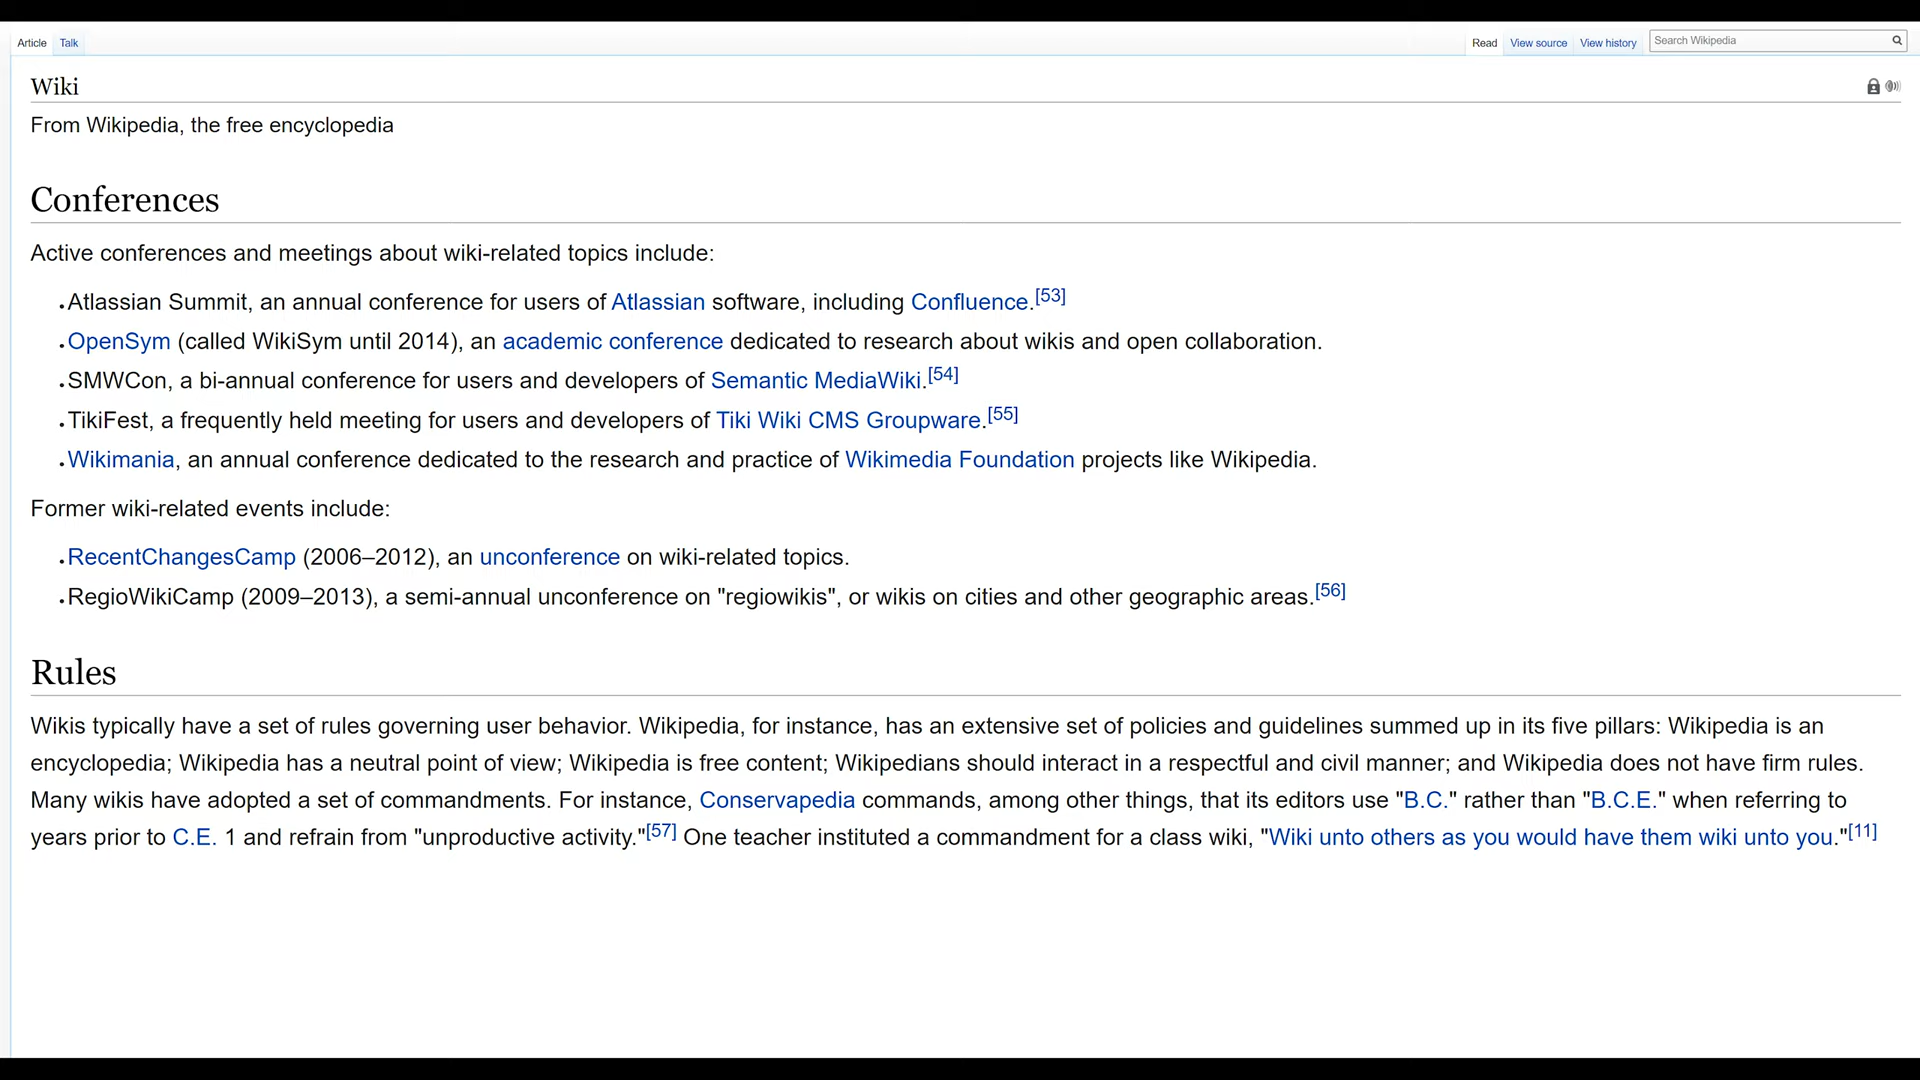 Article Talk Read View source View history Search Wikipedia
Wiki
From Wikipedia, the free encyclopedia
Conferences
Active conferences and meetings about wiki-related topics include:
• Atlassian Summit, an annual conference for users of Atlassian software, including Confluence.[53]
• OpenSym (called WikiSym until 2014), an academic conference dedicated to research about wikis and open collaboration.
• SMWCon, a bi-annual conference for users and developers of Semantic MediaWiki.[54]
• TikiFest, a frequently held meeting for users and developers of Tiki Wiki CMS Groupware.[55]
• Wikimania, an annual conference dedicated to the research and practice of Wikimedia Foundation projects like Wikipedia.
Former wiki-related events include:
• RecentChangesCamp (2006–2012), an unconference on wiki-related topics.
• RegioWikiCamp (2009–2013), a semi-annual unconference on "regiowikis", or wikis on cities and other geographic areas.[56]
Rules
Wikis typically have a set of rules governing user behavior. Wikipedia, for instance, has an extensive set of policies and guidelines summed up in its five pillars: Wikipedia is an
encyclopedia; Wikipedia has a neutral point of view; Wikipedia is free content; Wikipedians should interact in a respectful and civil manner; and Wikipedia does not have firm rules.
Many wikis have adopted a set of commandments. For instance, Conservapedia commands, among other things, that its editors use "B.C." rather than "B.C.E." when referring to
years prior to C.E. 1 and refrain from "unproductive activity."[57] One teacher instituted a commandment for a class wiki, "Wiki unto others as you would have them wiki unto you."[11]